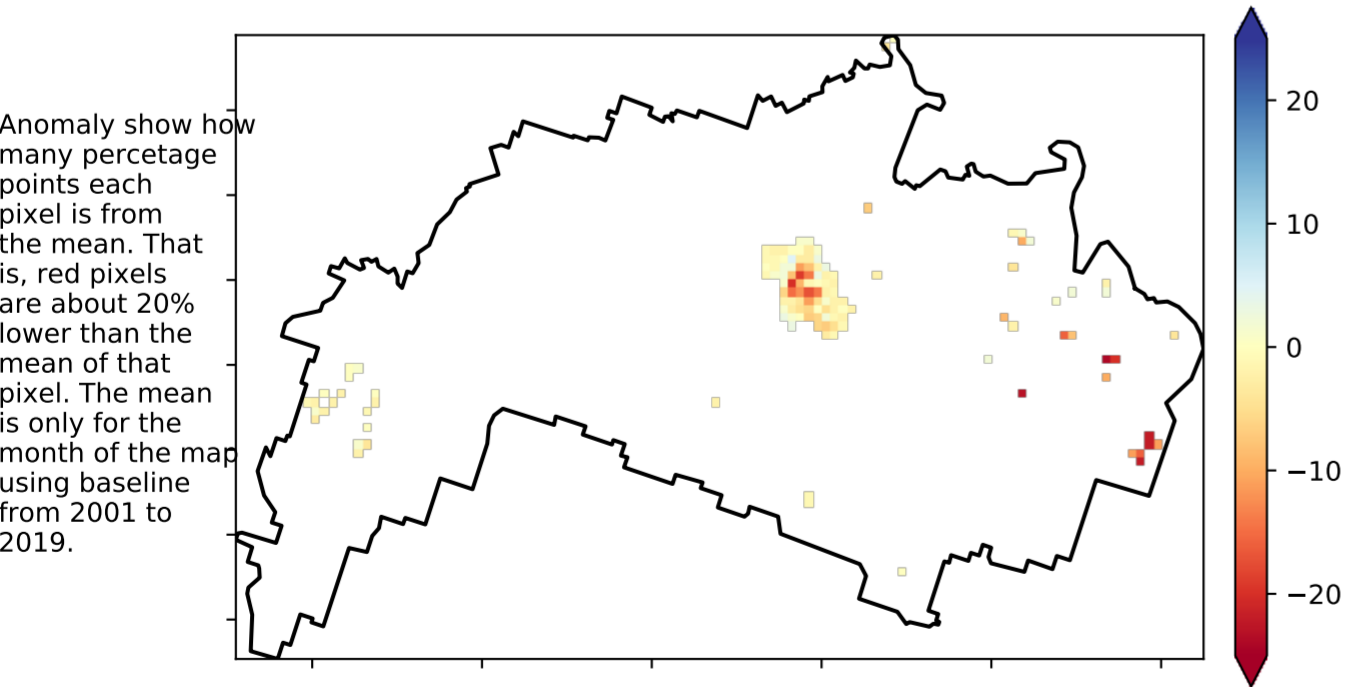 Anomaly show how
many percetage
points each
pixel is from
the mean. That
is, red pixels
are about 20%
lower than the
mean of that
pixel. The mean
is only for the
month of the map
using baseline
from 2001 to
2019.
20
10
0
−10
−20